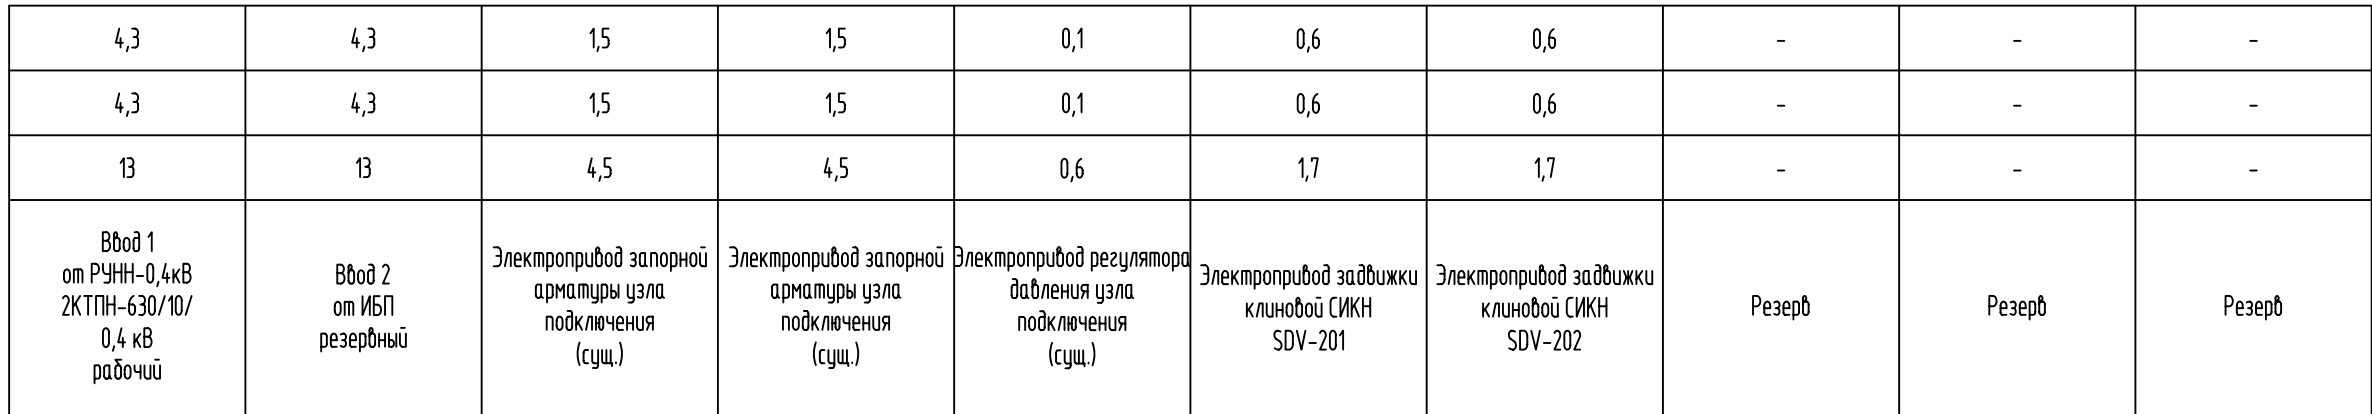 4,3 4,3 1,5 1,5 0,1 0,6 0,6 - - -
4,3 4,3 1,5 1,5 0,1 0,6 0,6 - - -
13 13 4,5 4,5 0,6 1,7 1,7 - - -
Ввод 1
от РУНН-0,4кВ
2КТПН-630/10/
0,4 кВ
рабочий
Ввод 2
от ИБП
резервный
Электропривод запорной
арматуры узла
подключения
(сущ.)
Электропривод запорной
арматуры узла
подключения
(сущ.)
Электропривод регулятора
давления узла
подключения
(сущ.)
Электропривод задвижки
клиновой СИКН
SDV-201
Электропривод задвижки
клиновой СИКН
SDV-202
Резерв
Резерв
Резерв